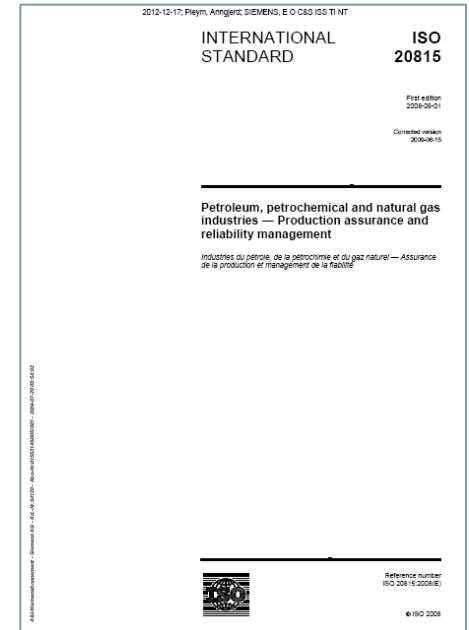 2012-12-17; Pleym, Anngjerd; SIEMENS, E O C&S ISS TI NT
INTERNATIONAL
STANDARD
ISO
20815
First edition
2008-06-01
Corrected version
2009-06-15
Petroleum, petrochemical and natural gas
industries — Production assurance and
reliability management
Industries du pétrole, de la pétrochimie et du gaz naturel — Assurance
de la production et management de la fiabilité
ISO
Reference number
ISO 20815:2008(E)
© ISO 2008